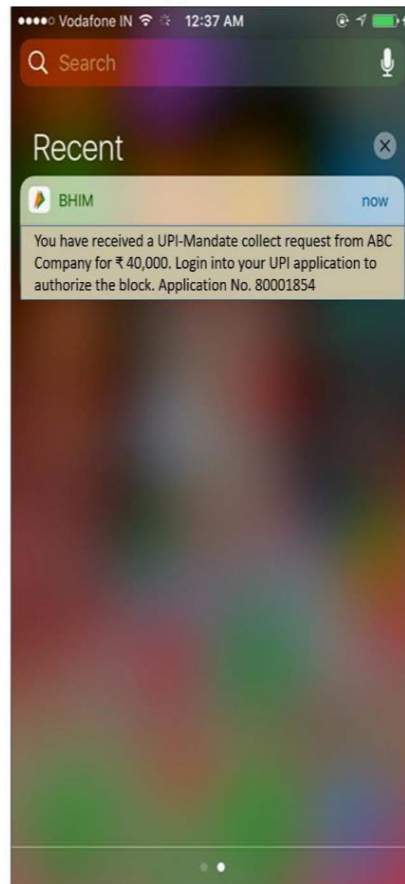 Vodafone IN 12:37 AM
Search
Recent
BHIM now
You have received a UPI-Mandate collect request from ABC
Company for ₹ 40,000. Login into your UPI application to
authorize the block. Application No. 80001854